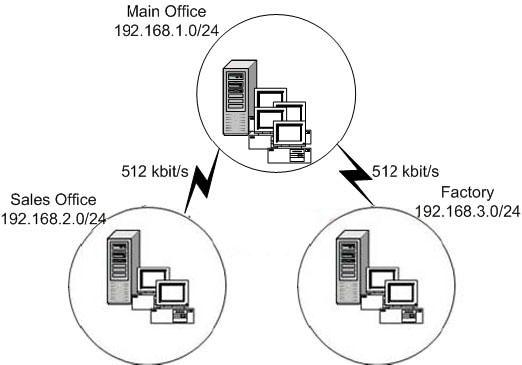 Main Office
192.168.1.0/24
512 kbit/s
512 kbit/s
Sales Office
192.168.2.0/24
Factory
192.168.3.0/24